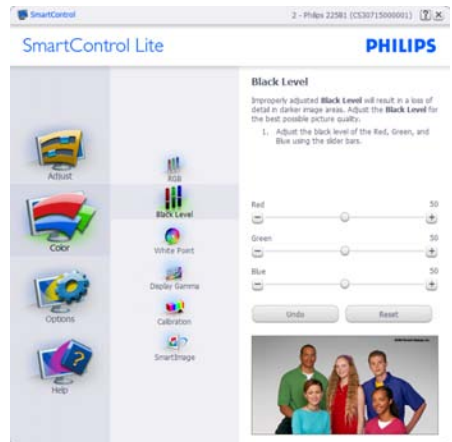 SmartControl
2 - Philips 225B1 (CS30715000001)
SmartControl Lite
PHILIPS
Adjust
Color
Options
Help
RGB
Black Level
White Point
Display Gamma
Calibration
SmartImage
Black Level
Improperly adjusted Black Level will result in a loss of
detail in darker image areas. Adjust the Black Level for
the best possible picture quality.
1. Adjust the black level of the Red, Green, and
Blue using the slider bars.
Red 50
Green 50
Blue 50
Undo
Reset